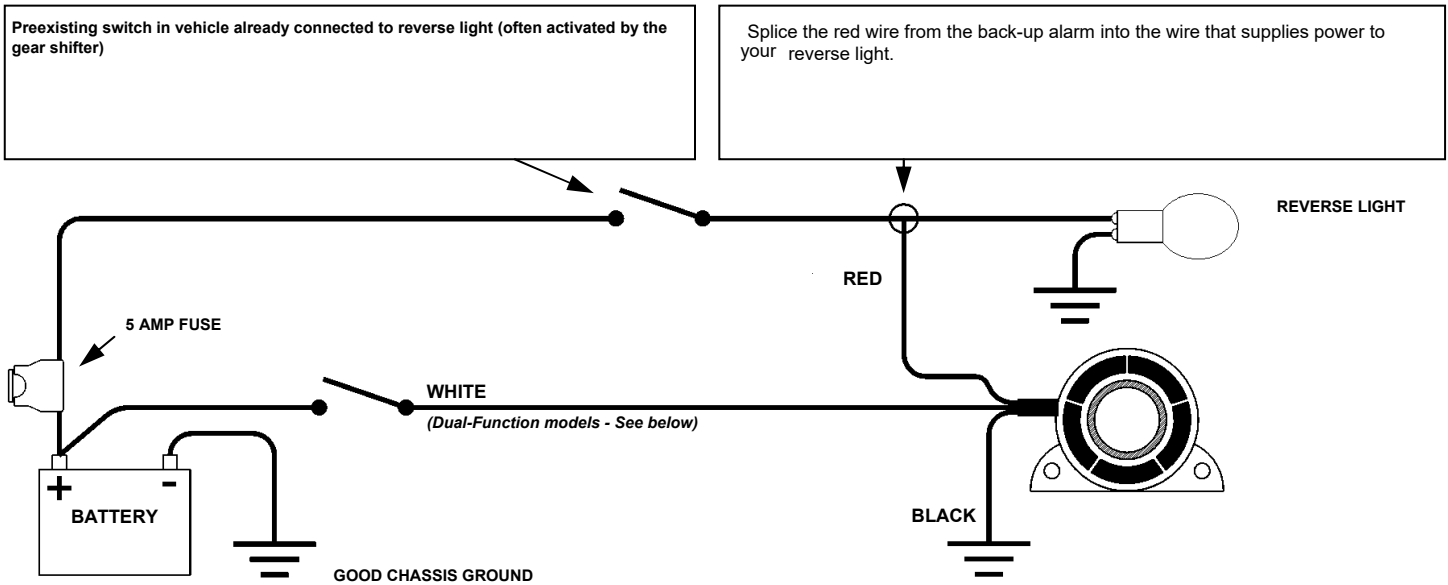 Preexisting switch in vehicle already connected to reverse light (often activated by the
gear shifter)
Splice the red wire from the back-up alarm into the wire that supplies power to
your reverse light.
REVERSE LIGHT
RED
5 AMP FUSE
WHITE
(Dual-Function models - See below)
+
-
BATTERY
BLACK
GOOD CHASSIS GROUND